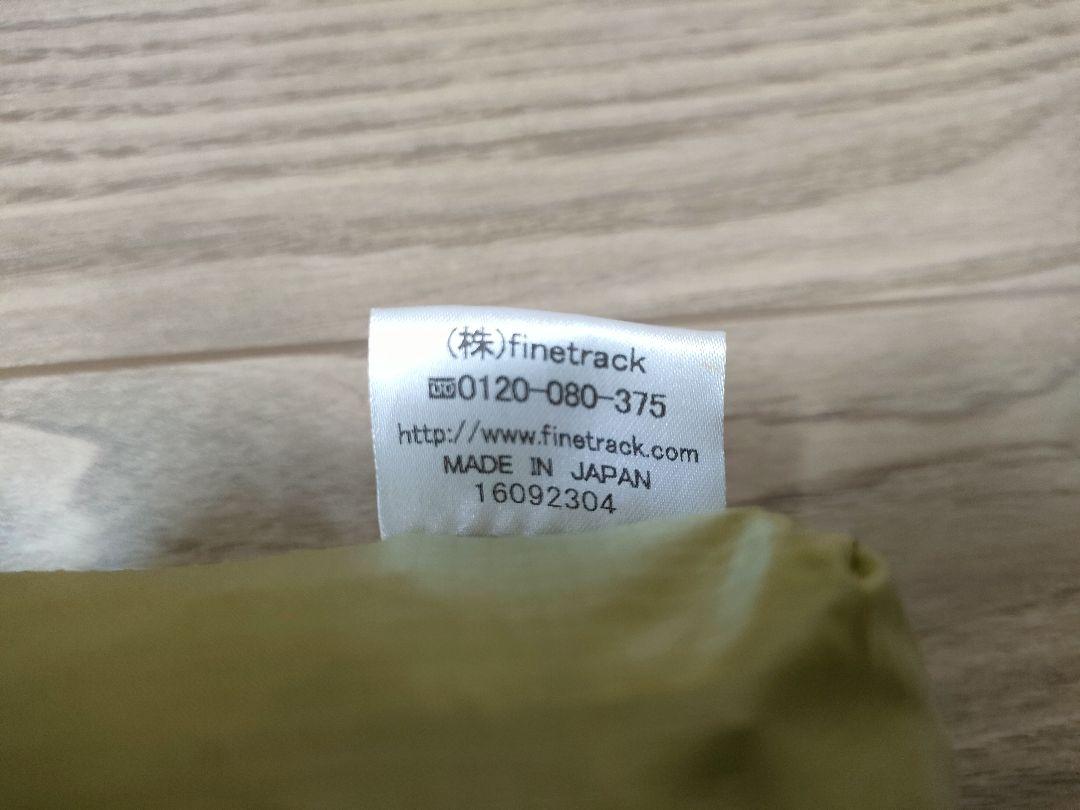 (株)finetrack
0120-080-375
http://www.finetrack.com
MADE IN JAPAN
16092304